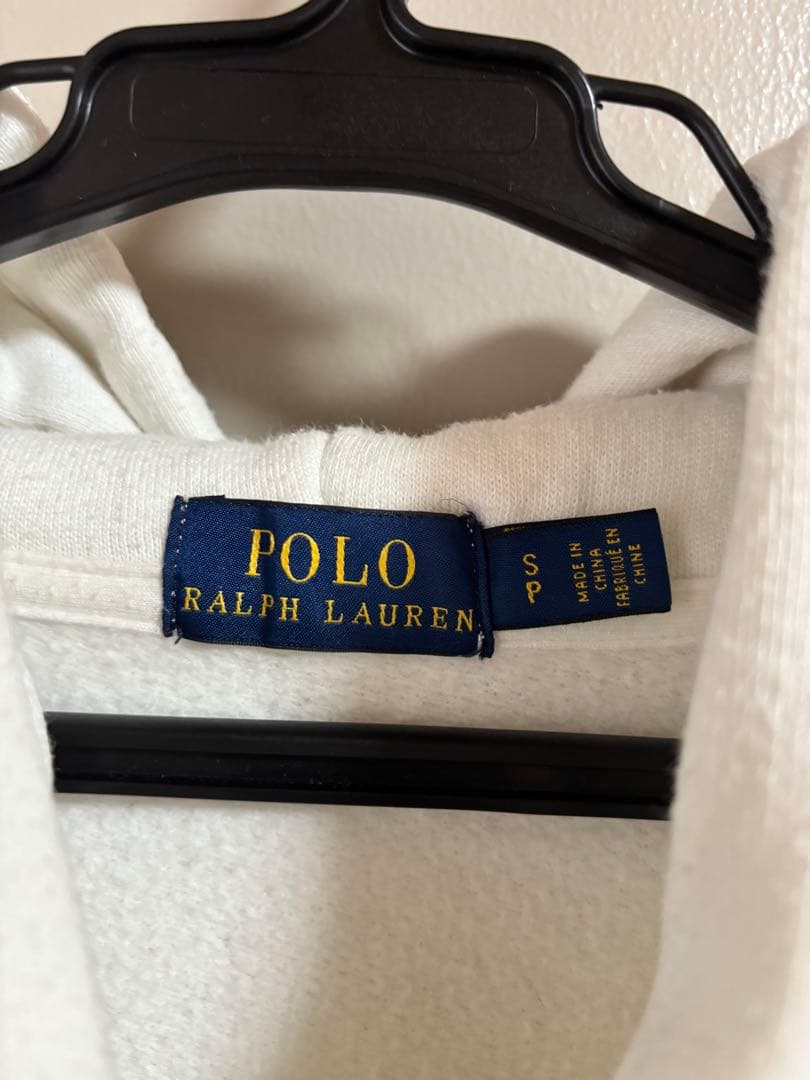 POLO
RALPH LAUREN
S
P
MADE IN
CHINA
FABRIQUÉ EN
CHINE